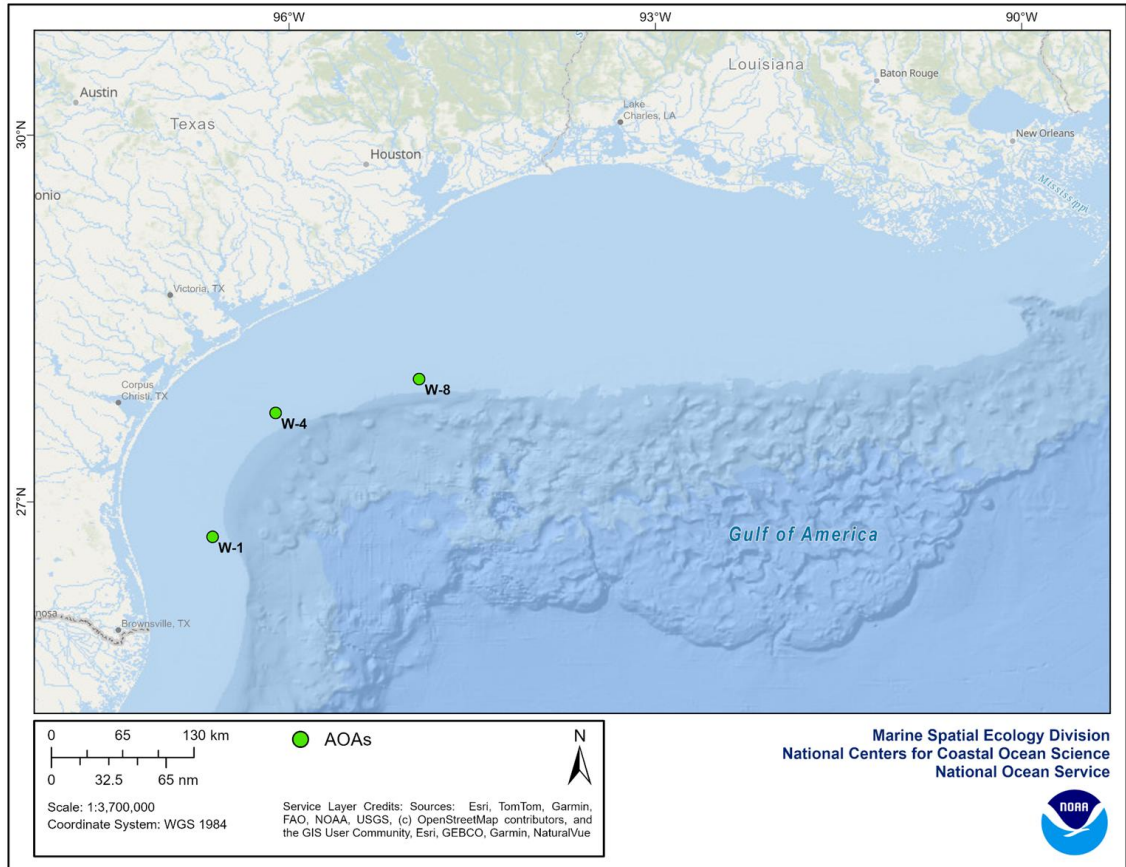 96°W
93°W
90°W
Louisiana
Baton Rouge
Austin
Lake
Charles, LA
Texas
30°N
New Orleans
Houston
onio
Mississippi
Victoria, TX
W-8
Corpus
Christi, TX
W-4
27°N
Gulf of America
W-1
nosa
Brownsville, TX
0 65 130 km
0 32.5 65 nm
Scale: 1:3,700,000
Coordinate System: WGS 1984
AOAs
N
Service Layer Credits: Sources: Esri, TomTom, Garmin,
FAO, NOAA, USGS, (c) OpenStreetMap contributors, and
the GIS User Community, Esri, GEBCO, Garmin, NaturalVue
Marine Spatial Ecology Division
National Centers for Coastal Ocean Science
National Ocean Service
NOAA